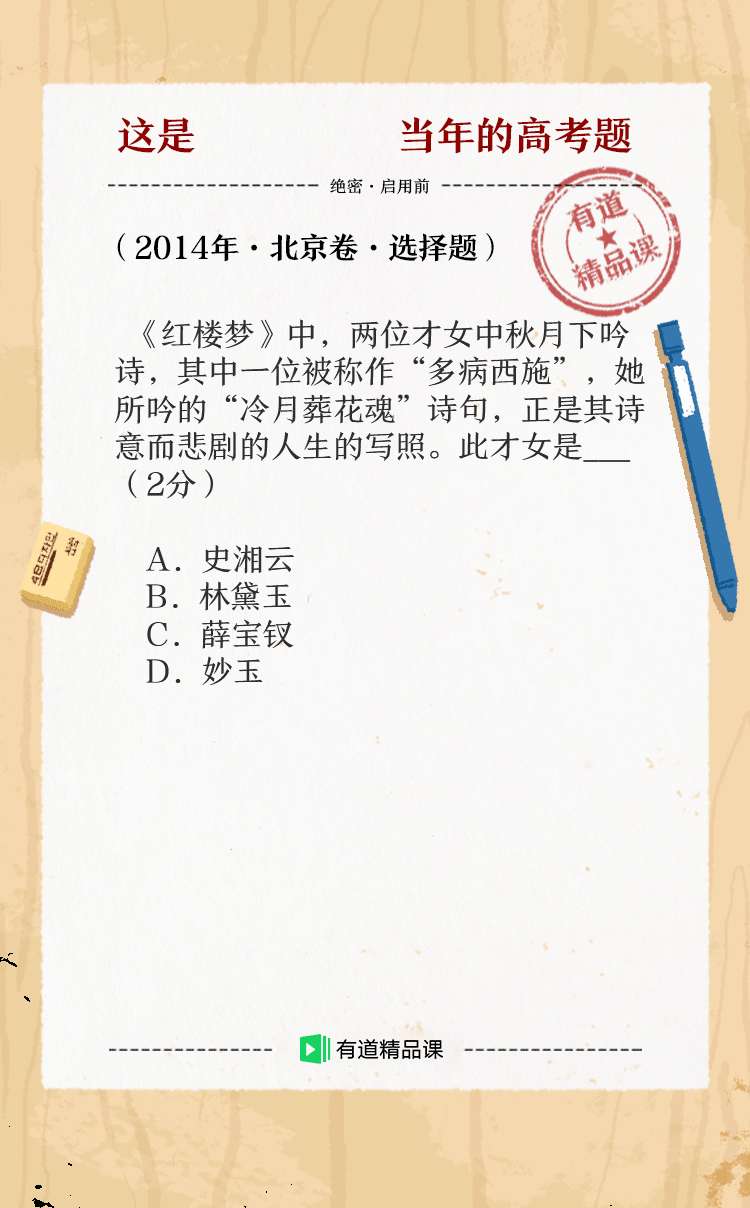 这是 当年的高考题
绝密·启用前
（2014年·北京卷·选择题）
有道
精品课
《红楼梦》中，两位才女中秋月下吟
诗，其中一位被称作“多病西施”，她
所吟的“冷月葬花魂”诗句，正是其诗
意而悲剧的人生的写照。此才女是___
（2分）
A．史湘云
B．林黛玉
C．薛宝钗
D．妙玉
有道精品课